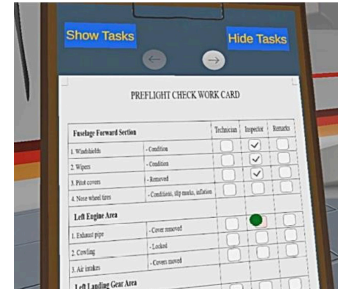 Show Tasks
Hide Tasks
PREFLIGHT CHECK WORK CARD
Fuselage Forward Section Technician Inspector Remarks
1. Windshields - Condition
2. Wipers - Condition
3. Pitot covers - Removed
4. Nose wheel tires - Conditions, slip marks, inflation
Left Engine Area
1. Exhaust pipe - Cover removed
2. Cowling - Locked
3. Air intakes - Covers moved
Left Landing Gear Area